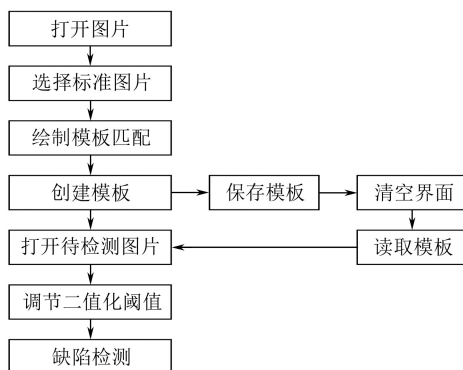 打开图片
选择标准图片
绘制模板匹配
创建模板
保存模板
清空界面
打开待检测图片
读取模板
调节二值化阈值
缺陷检测